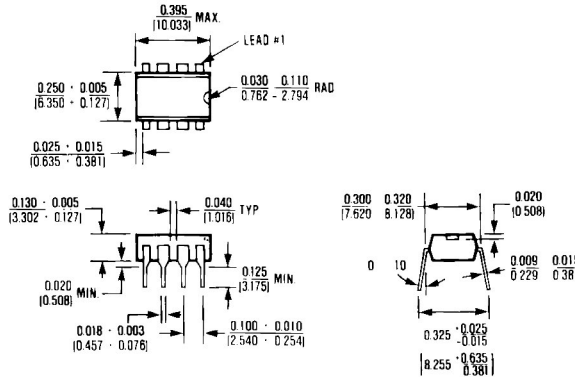 0.395
(10.033) MAX.
LEAD #1
0.250 · 0.005
(6.350 · 0.127)
0.030 0.110
0.762 – 2.794 RAD
0.025 · 0.015
(0.635 · 0.381)
0.130 · 0.005
(3.302 · 0.127)
0.040
(1.016) TYP
0.020
(0.508) MIN.
0.125
(3.175) MIN.
0.018 · 0.003
(0.457 · 0.076)
0.100 · 0.010
(2.540 · 0.254)
0.300 0.320
(7.620 8.128)
0.020
(0.508)
0 10
0.009 0.015
0.229 0.381
0.325 +0.025
-0.015
[8.255 +0.635
0.381]